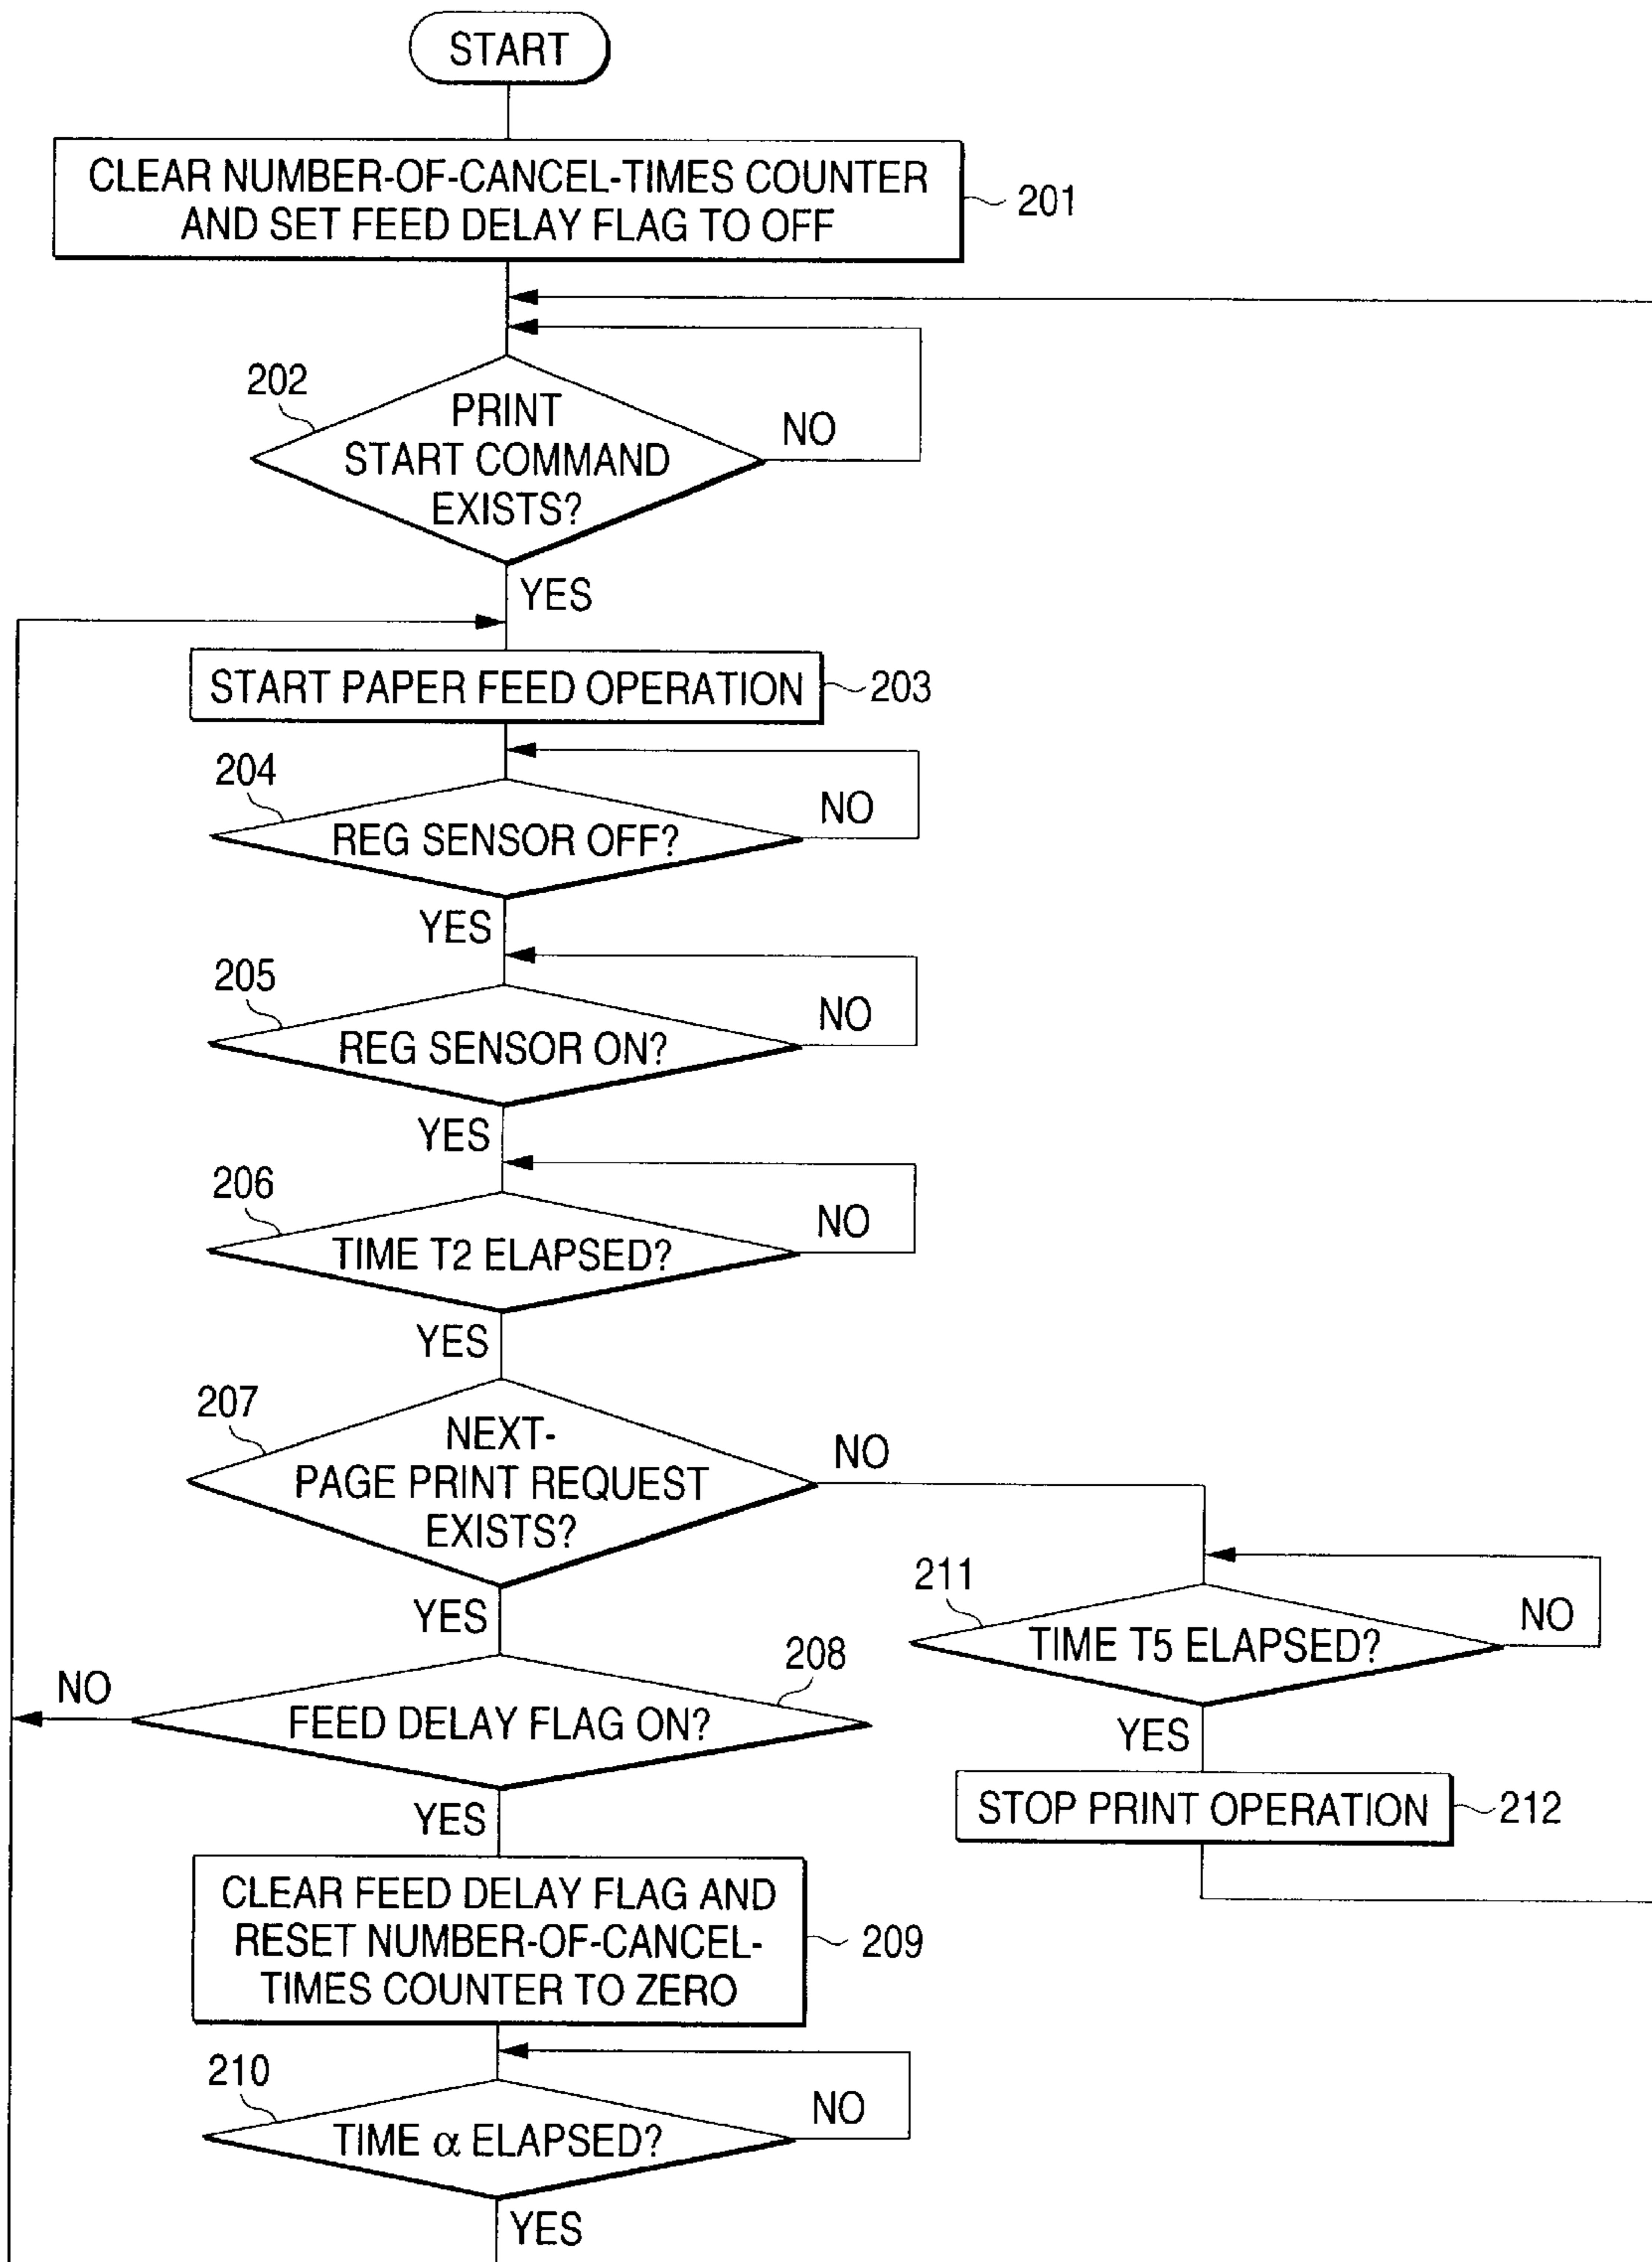 START
CLEAR NUMBER-OF-CANCEL-TIMES COUNTER
AND SET FEED DELAY FLAG TO OFF
201
202
PRINT
START COMMAND
EXISTS?
NO
YES
START PAPER FEED OPERATION
203
204
REG SENSOR OFF?
NO
YES
205
REG SENSOR ON?
NO
YES
206
TIME T2 ELAPSED?
NO
YES
207
NEXT-
PAGE PRINT REQUEST
EXISTS?
NO
YES
211
TIME T5 ELAPSED?
NO
YES
STOP PRINT OPERATION
212
208
FEED DELAY FLAG ON?
NO
YES
CLEAR FEED DELAY FLAG AND
RESET NUMBER-OF-CANCEL-
TIMES COUNTER TO ZERO
209
210
TIME α ELAPSED?
NO
YES